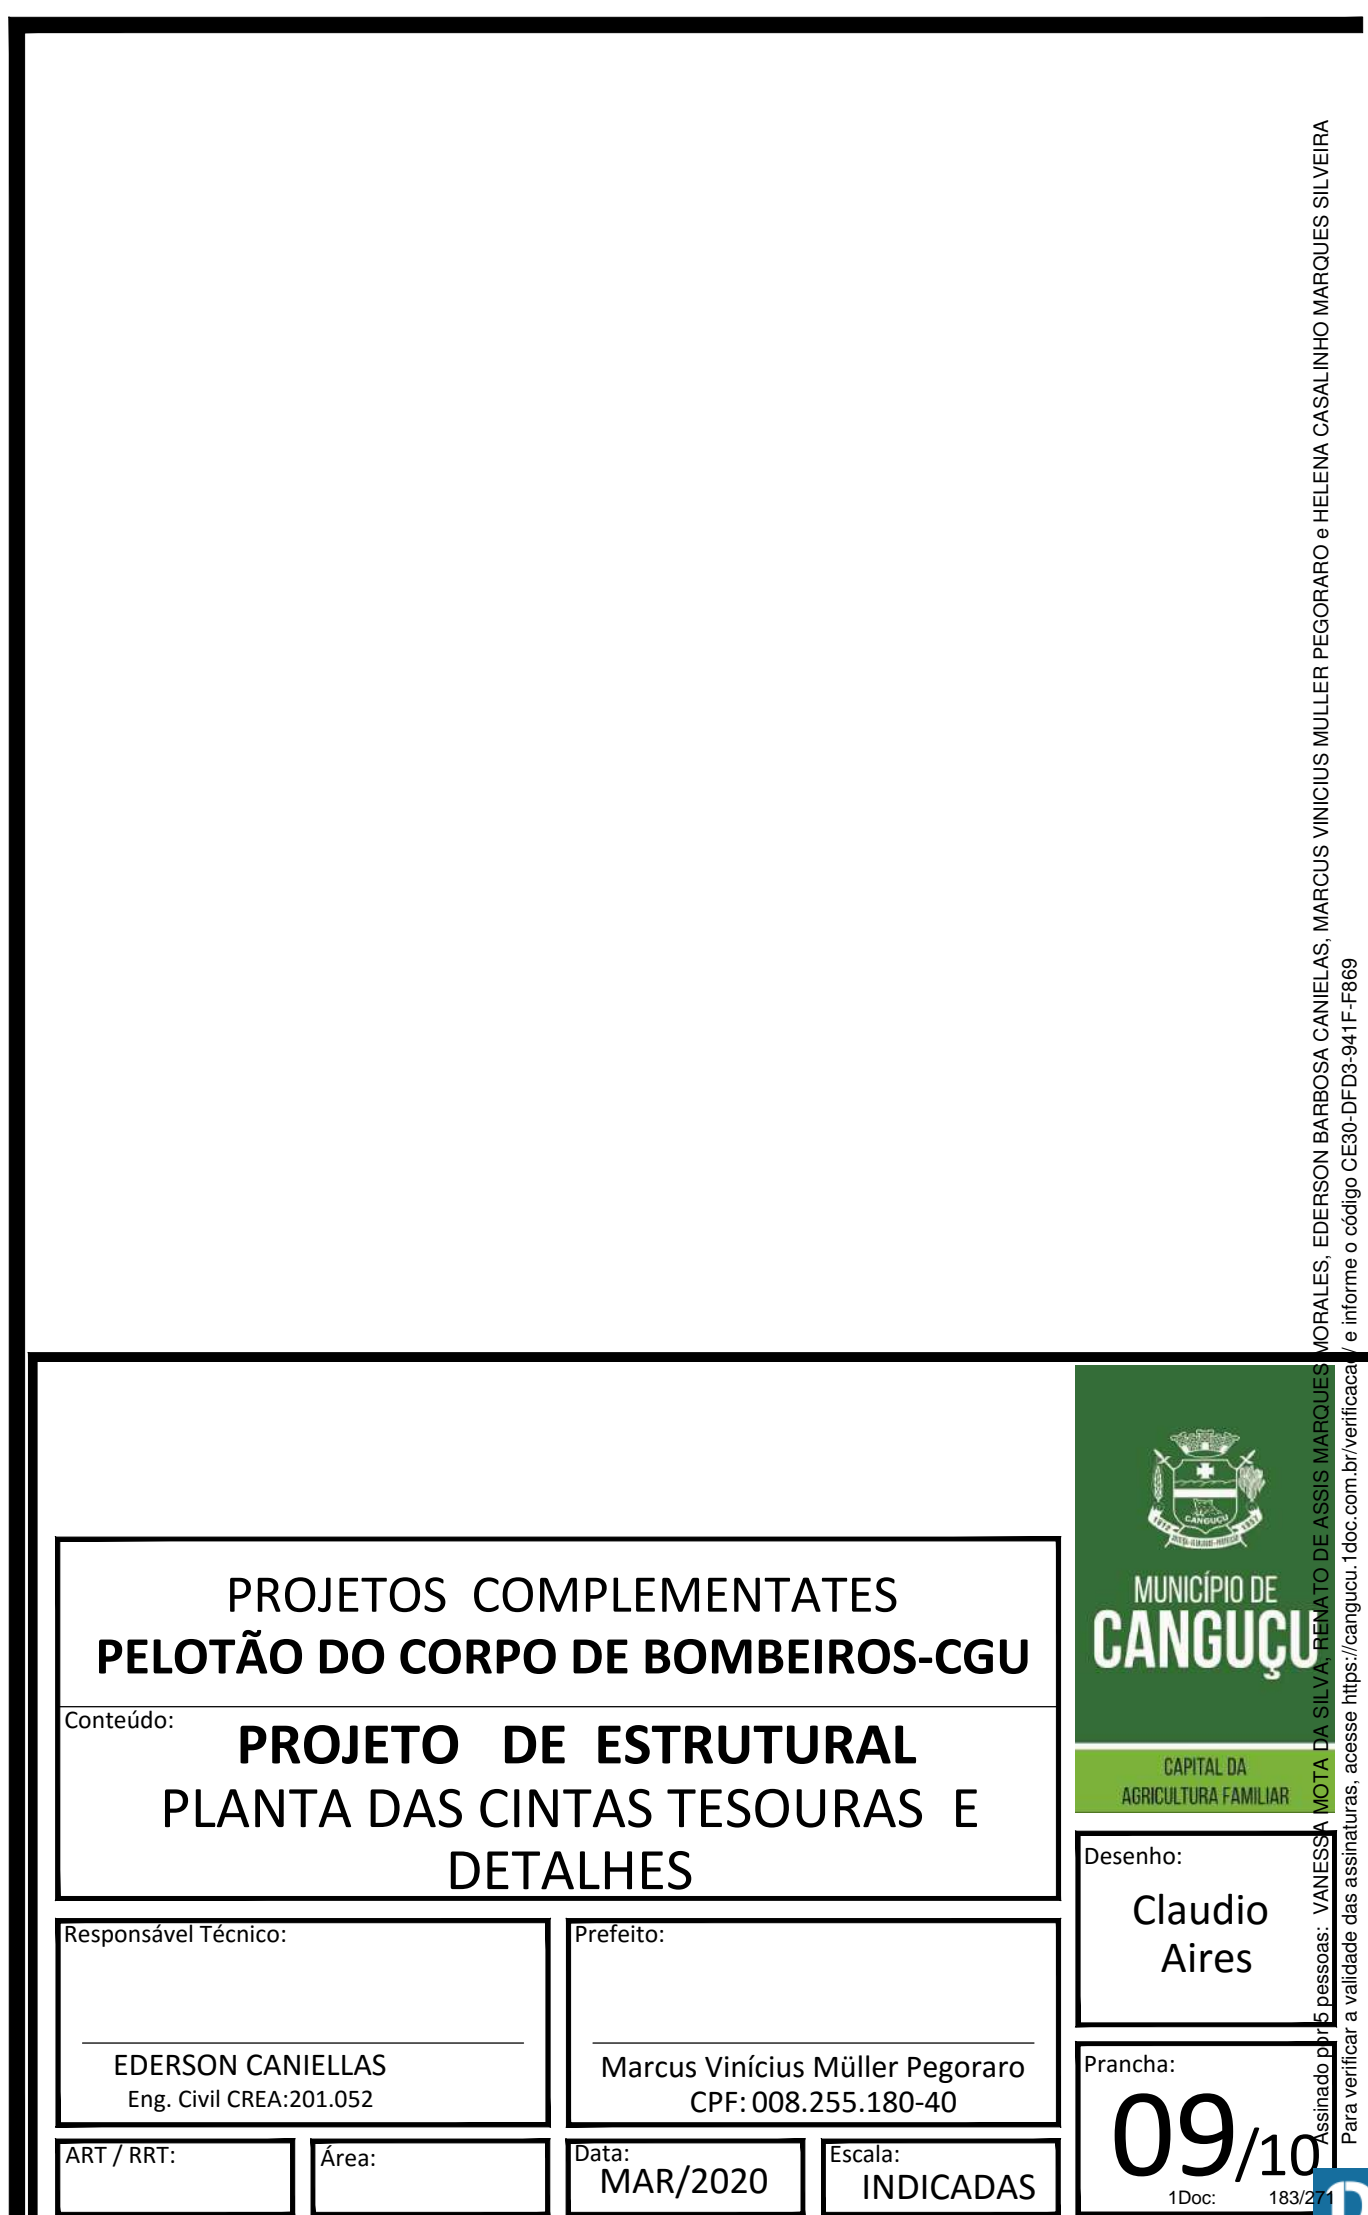 PROJETOS COMPLEMENTATES
PELOTÃO DO CORPO DE BOMBEIROS-CGU
Conteúdo:
PROJETO DE ESTRUTURAL
PLANTA DAS CINTAS TESOURAS E
DETALHES
Responsável Técnico:
EDERSON CANIELLAS
Eng. Civil CREA:201.052
Prefeito:
Marcus Vinícius Müller Pegoraro
CPF: 008.255.180-40
ART / RRT:
Área:
Data:
MAR/2020
Escala:
INDICADAS
CANGUÇU
MUNICÍPIO DE
CANGUÇU
CAPITAL DA
AGRICULTURA FAMILIAR
Desenho:
Claudio
Aires
Prancha:
09/10
1Doc: 183/271
Assinado por 5 pessoas: VANESSA MOTA DA SILVA, RENATO DE ASSIS MARQUES MORALES, EDERSON BARBOSA CANIELAS, MARCUS VINICIUS MULLER PEGORARO e HELENA CASALINHO MARQUES SILVEIRA
Para verificar a validade das assinaturas, acesse https://cangucu.1doc.com.br/verificacao/ e informe o código CE30-DFD3-941F-F869